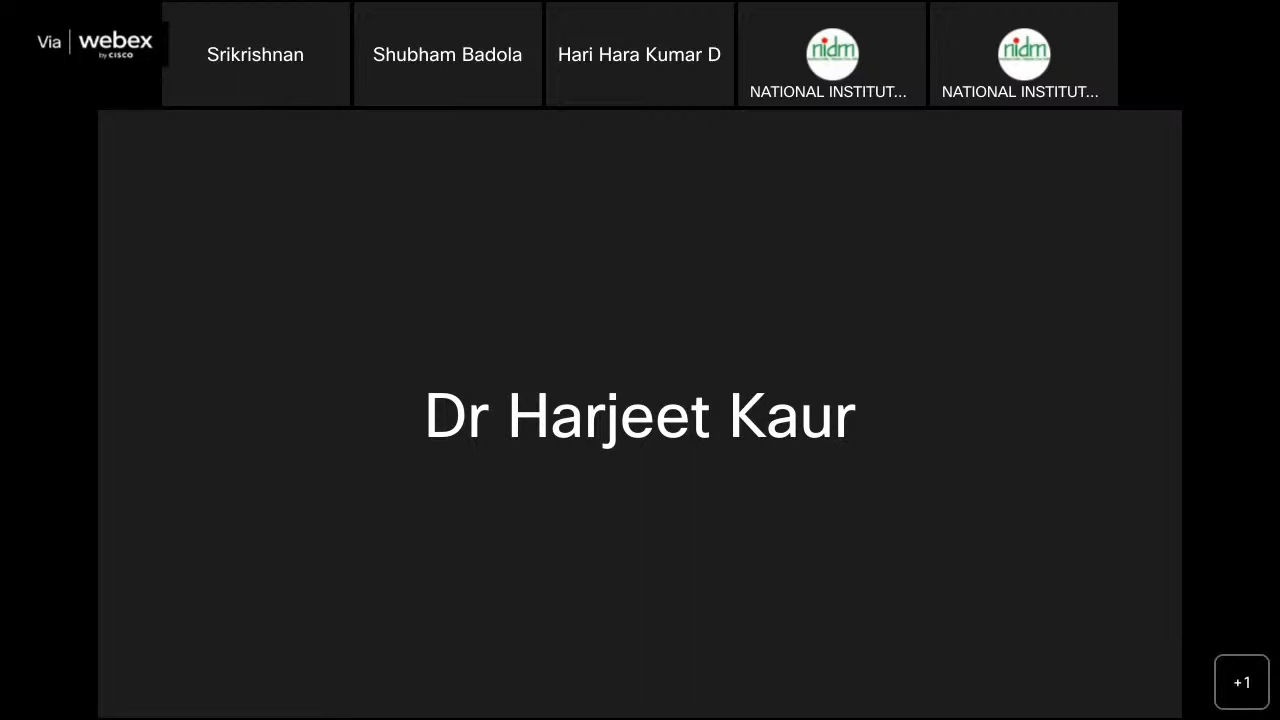 Via webex
by CISCO
Srikrishnan
Shubham Badola
Hari Hara Kumar D
nidm
NATIONAL INSTITUT...
nidm
NATIONAL INSTITUT...
Dr Harjeet Kaur
+1